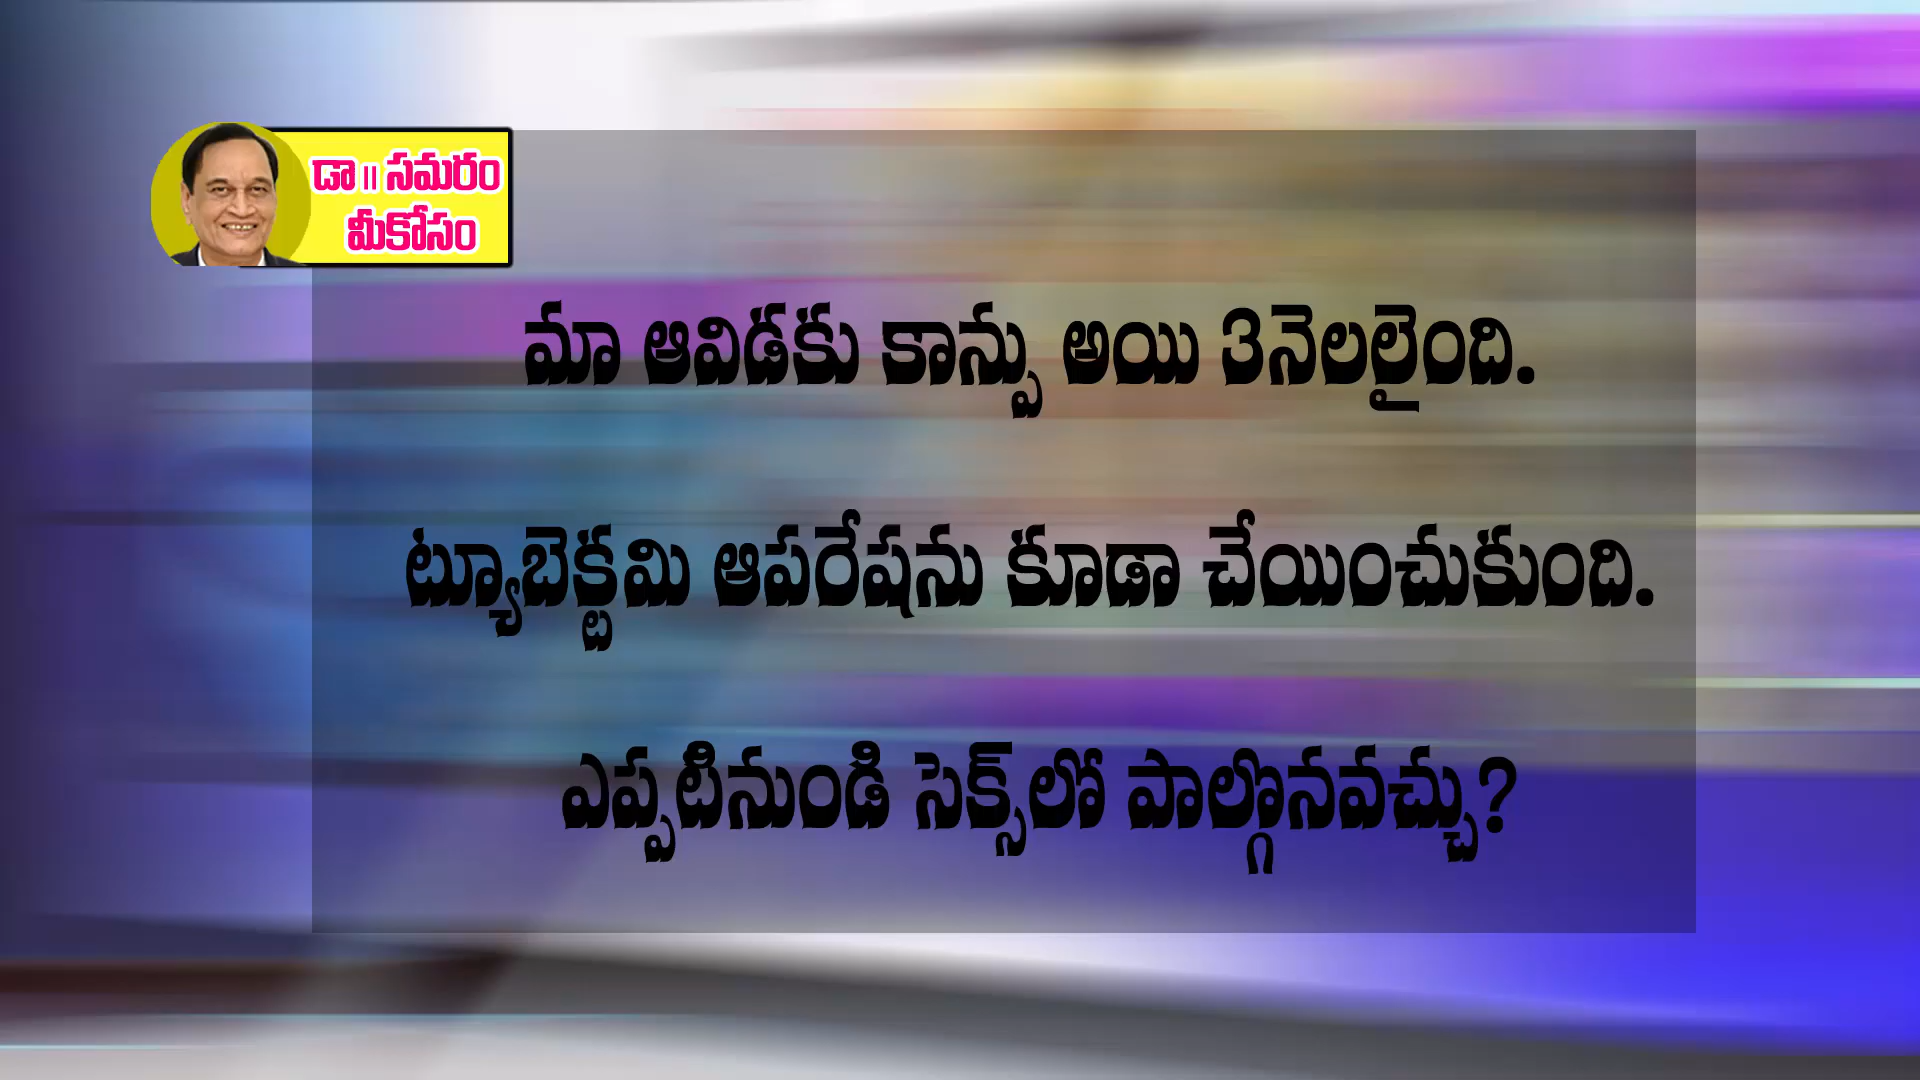 డా॥ సమరం
మీకోసం
మా ఆవిడకు కాన్పు అయి 3నెలలైంది.
ట్యూబెక్టమి ఆపరేషను కూడా చేయించుకుంది.
ఎప్పటినుండి సెక్స్‌లో పాల్గొనవచ్చు?